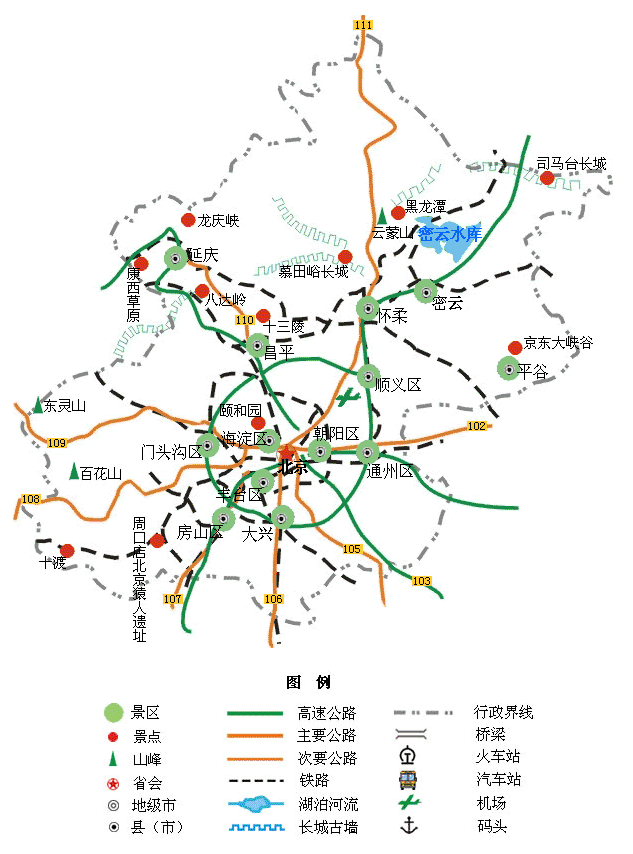 111
司马台长城
黑龙潭
龙庆峡
云蒙山
密云水库
延庆
慕田峪长城
康西草原
八达岭
密云
110
十三陵
怀柔
昌平
京东大峡谷
平谷
顺义区
东灵山
颐和园
102
109
门头沟区
海淀区
朝阳区
北京
通州区
百花山
丰台区
108
房山区
大兴
周口店北京猿人遗址
十渡
105
103
107
106
图 例
景区
高速公路
行政界线
景点
主要公路
桥梁
山峰
次要公路
火车站
省会
铁路
汽车站
地级市
湖泊河流
机场
县（市）
长城古墙
码头